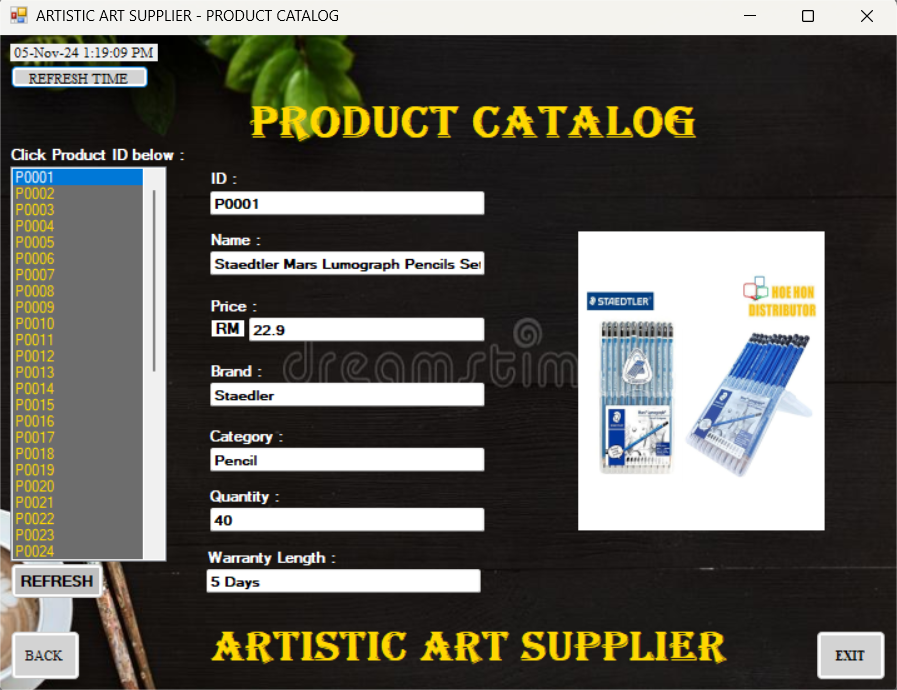 ARTISTIC ART SUPPLIER - PRODUCT CATALOG
05-Nov-24 1:19:09 PM
REFRESH TIME
PRODUCT CATALOG
Click Product ID below :
P0001
P0002
P0003
P0004
P0005
P0006
P0007
P0008
P0009
P0010
P0011
P0012
P0013
P0014
P0015
P0016
P0017
P0018
P0019
P0020
P0021
P0022
P0023
P0024
REFRESH
BACK
ID :
P0001
Name :
Staedtler Mars Lumograph Pencils Set
Price :
RM 22.9
Brand :
Staedler
Category :
Pencil
Quantity :
40
Warranty Length :
5 Days
dreamstim
STAEDTLER
HOE HON
DISTRIBUTOR
ARTISTIC ART SUPPLIER
EXIT